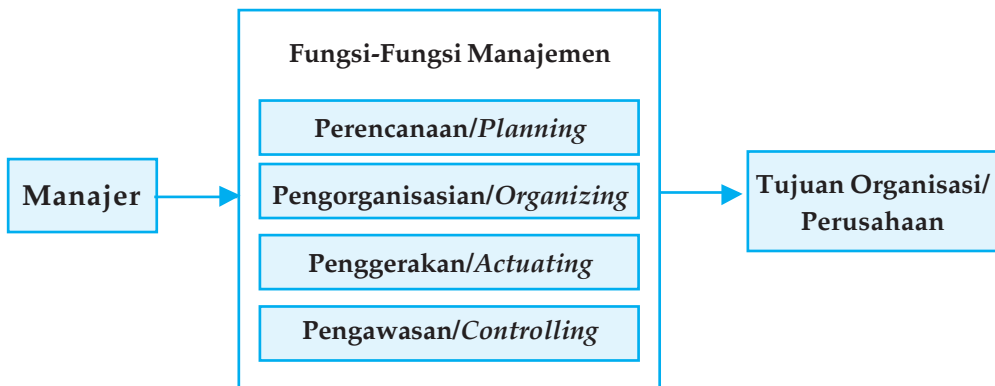 Fungsi-Fungsi Manajemen
Perencanaan/Planning
Manajer
Pengorganisasian/Organizing
Penggerakan/Actuating
Pengawasan/Controlling
Tujuan Organisasi/
Perusahaan